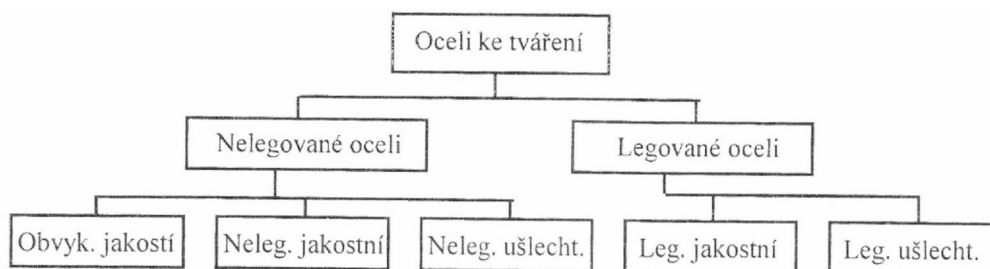 Oceli ke tváření
Nelegované oceli
Legované oceli
Obvyk. jakostí
Neleg. jakostní
Neleg. ušlecht.
Leg. jakostní
Leg. ušlecht.